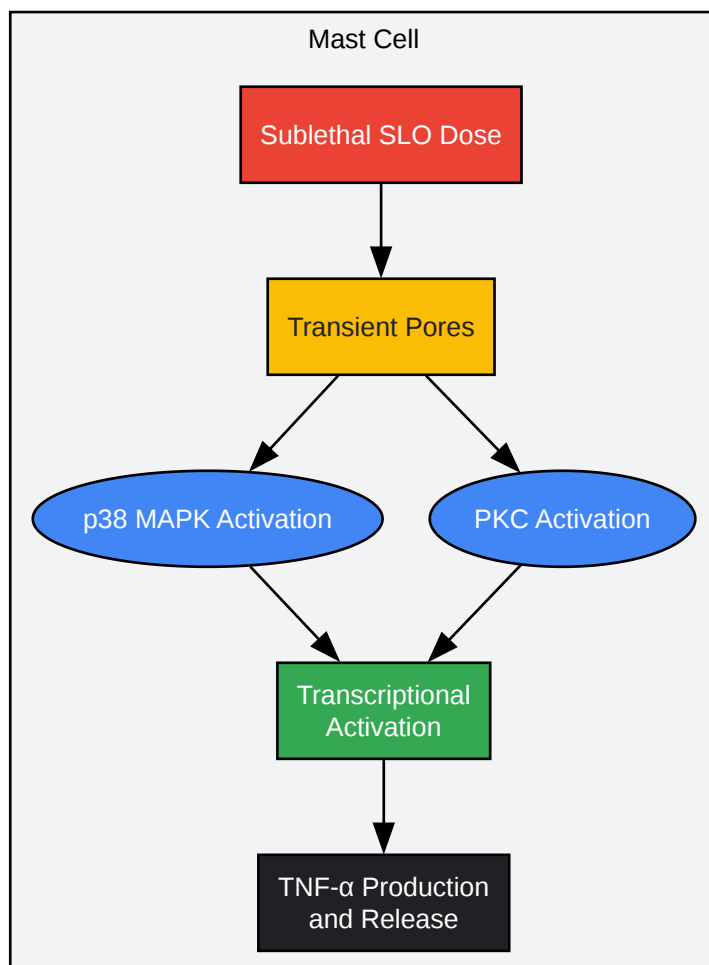 Mast Cell
Sublethal SLO Dose
Transient Pores
p38 MAPK Activation
PKC Activation
Transcriptional
Activation
TNF-α Production
and Release